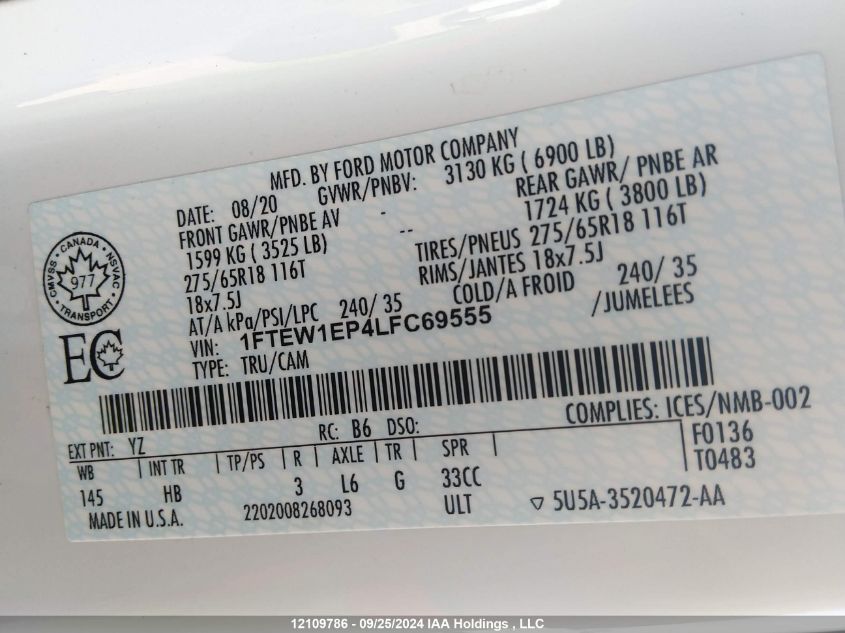 MFD. BY FORD MOTOR COMPANY
DATE: 08/20 GVWR/PNBV: 3130 KG ( 6900 LB)
FRONT GAWR/PNBE AV - REAR GAWR/ PNBE AR
1599 KG ( 3525 LB) -- 1724 KG ( 3800 LB)
275/65R18 116T TIRES/PNEUS 275/65R18 116T
18x7.5J RIMS/JANTES 18x7.5J
AT/A kPa/PSI/LPC 240/ 35 COLD/A FROID 240/ 35
VIN: 1FTEW1EP4LFC69555 /JUMELEES
TYPE: TRU/CAM
CANADA
CMVSS NSVAC
977
TRANSPORT
EC
COMPLIES: ICES/NMB-002
EXT PNT: YZ RC: B6 DSO: F0136
WB INT TR TP/PS R AXLE TR SPR T0483
145 HB 3 L6 G 33CC
MADE IN U.S.A. 2202008268093 ULT ▽ 5U5A-3520472-AA
12109786 - 09/25/2024 IAA Holdings , LLC